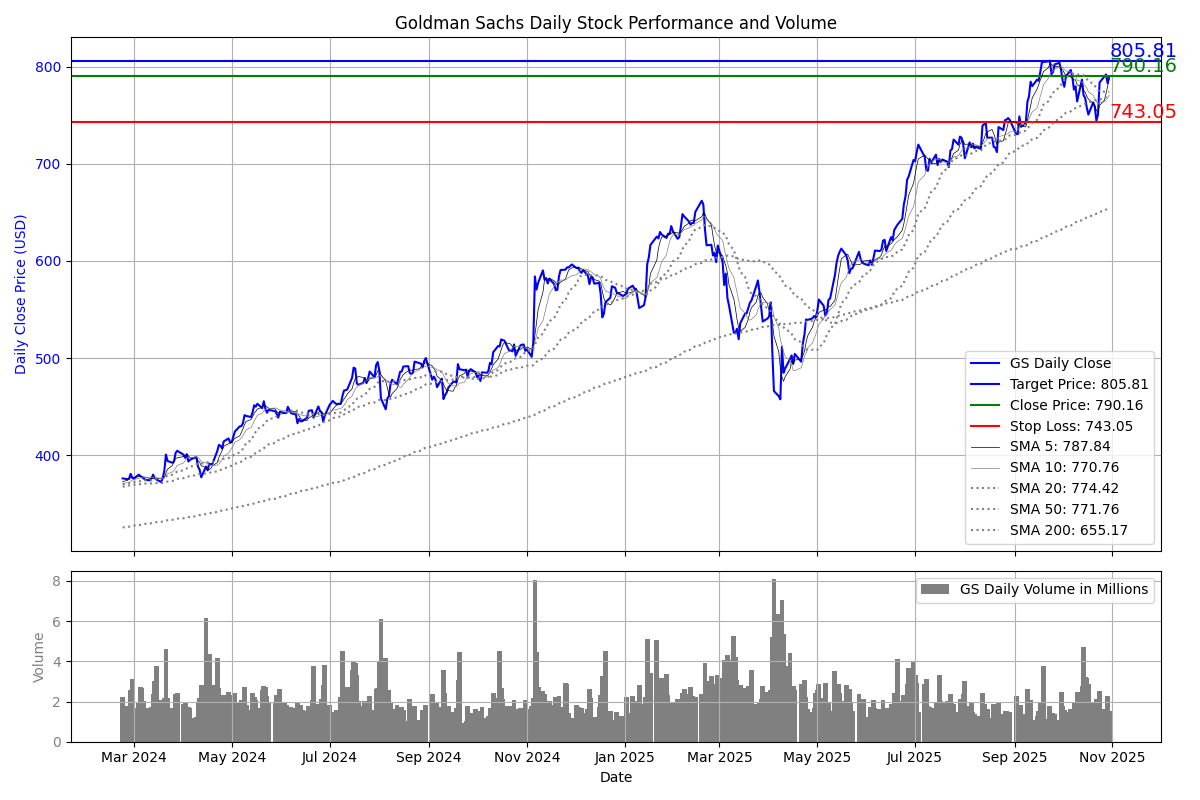 Goldman Sachs Daily Stock Performance and Volume
805.81
790.16
743.05
800
700
600
500
400
Daily Close Price (USD)
GS Daily Close
Target Price: 805.81
Close Price: 790.16
Stop Loss: 743.05
SMA 5: 787.84
SMA 10: 770.76
SMA 20: 774.42
SMA 50: 771.76
SMA 200: 655.17
8
6
4
2
0
Volume
GS Daily Volume in Millions
Mar 2024 May 2024 Jul 2024 Sep 2024 Nov 2024 Jan 2025 Mar 2025 May 2025 Jul 2025 Sep 2025 Nov 2025
Date